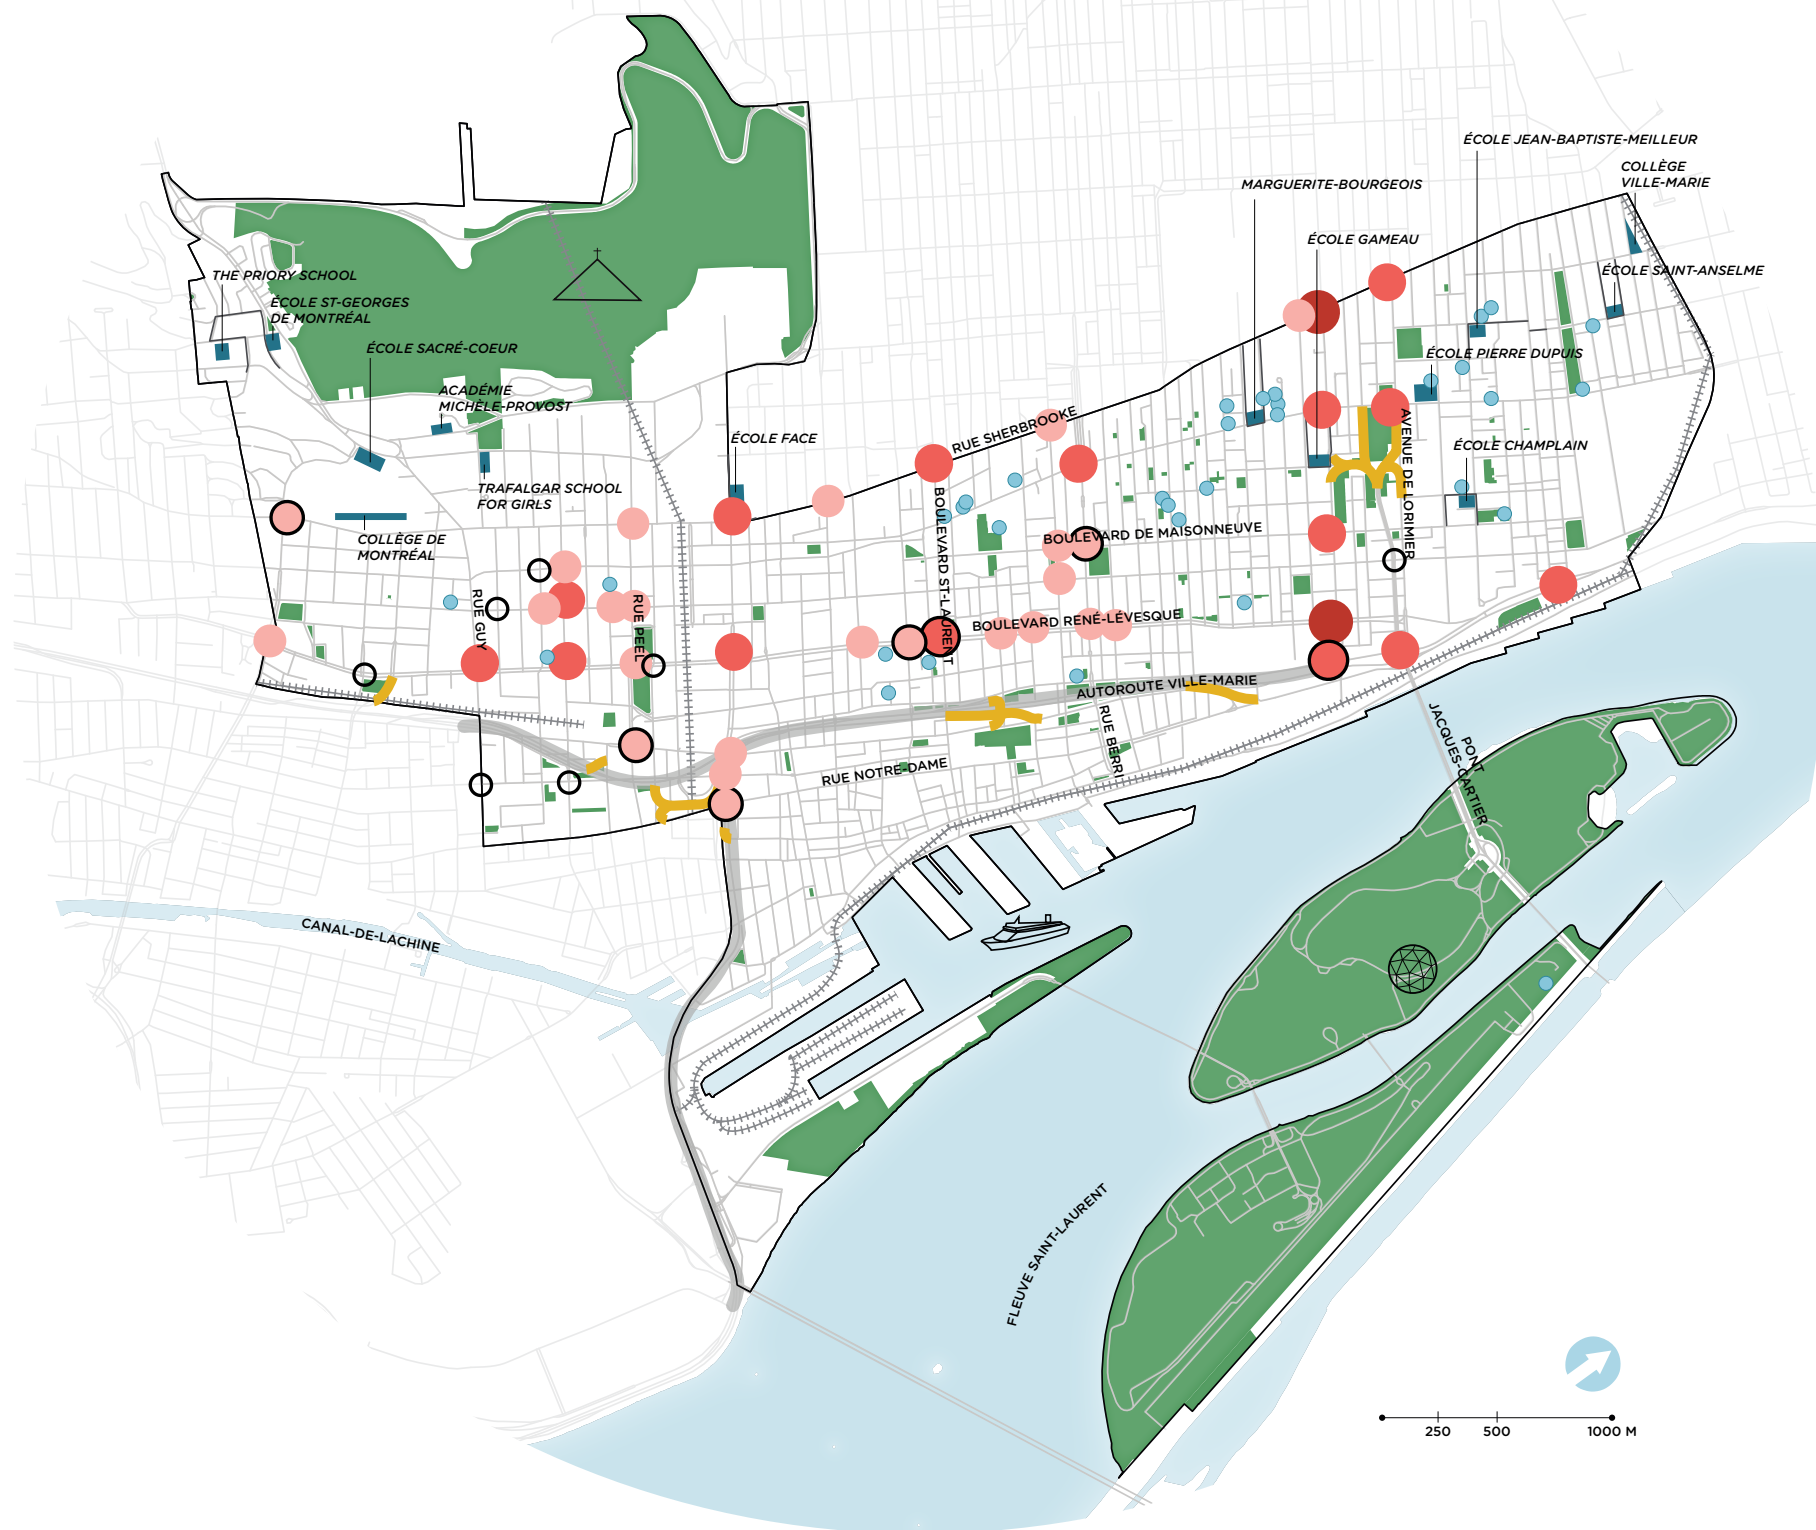 ÉCOLE JEAN-BAPTISTE-MEILLEUR
COLLÈGE
VILLE-MARIE
MARGUERITE-BOURGEOIS
ÉCOLE GAMEAU
ÉCOLE SAINT-ANSELME
THE PRIORY SCHOOL
ÉCOLE ST-GEORGES
DE MONTRÉAL
ÉCOLE SACRÉ-COEUR
ÉCOLE PIERRE DUPUIS
ACADÉMIE
MICHÈLE-PROVOST
ÉCOLE FACE
RUE SHERBROOKE
AVENUE DE LORIMIER
ÉCOLE CHAMPLAIN
TRAFALGAR SCHOOL
FOR GIRLS
BOULEVARD ST-LAURENT
COLLÈGE DE
MONTRÉAL
BOULEVARD DE MAISONNEUVE
RUE GUY
RUE PEEL
BOULEVARD RENÉ-LÉVESQUE
AUTOROUTE VILLE-MARIE
RUE BERRI
RUE NOTRE-DAME
PONT
JACQUES-CARTIER
CANAL-DE-LACHINE
FLEUVE SAINT-LAURENT
250 500 1000 M